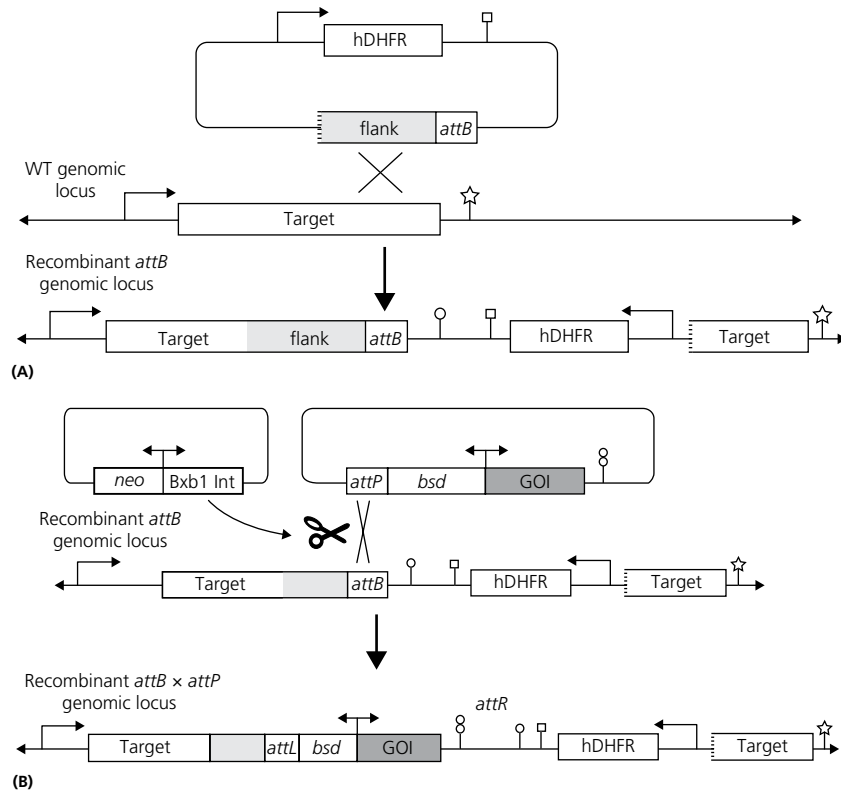 hDHFR
flank attB
WT genomic
locus
Target
Recombinant attB
genomic locus
Target flank attB hDHFR Target
(A)
neo Bxb1 Int attP bsd GOI
Recombinant attB
genomic locus
Target attB hDHFR Target
Recombinant attB × attP
genomic locus
attR
Target attL bsd GOI hDHFR Target
(B)